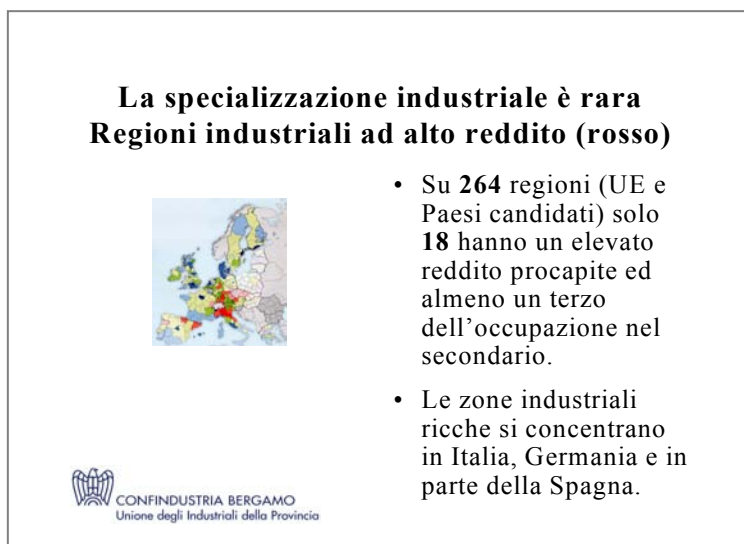 La specializzazione industriale è rara
Regioni industriali ad alto reddito (rosso)
• Su 264 regioni (UE e
Paesi candidati) solo
18 hanno un elevato
reddito procapite ed
almeno un terzo
dell’occupazione nel
secondario.
• Le zone industriali
ricche si concentrano
in Italia, Germania e in
parte della Spagna.
CONFINDUSTRIA BERGAMO
Unione degli Industriali della Provincia